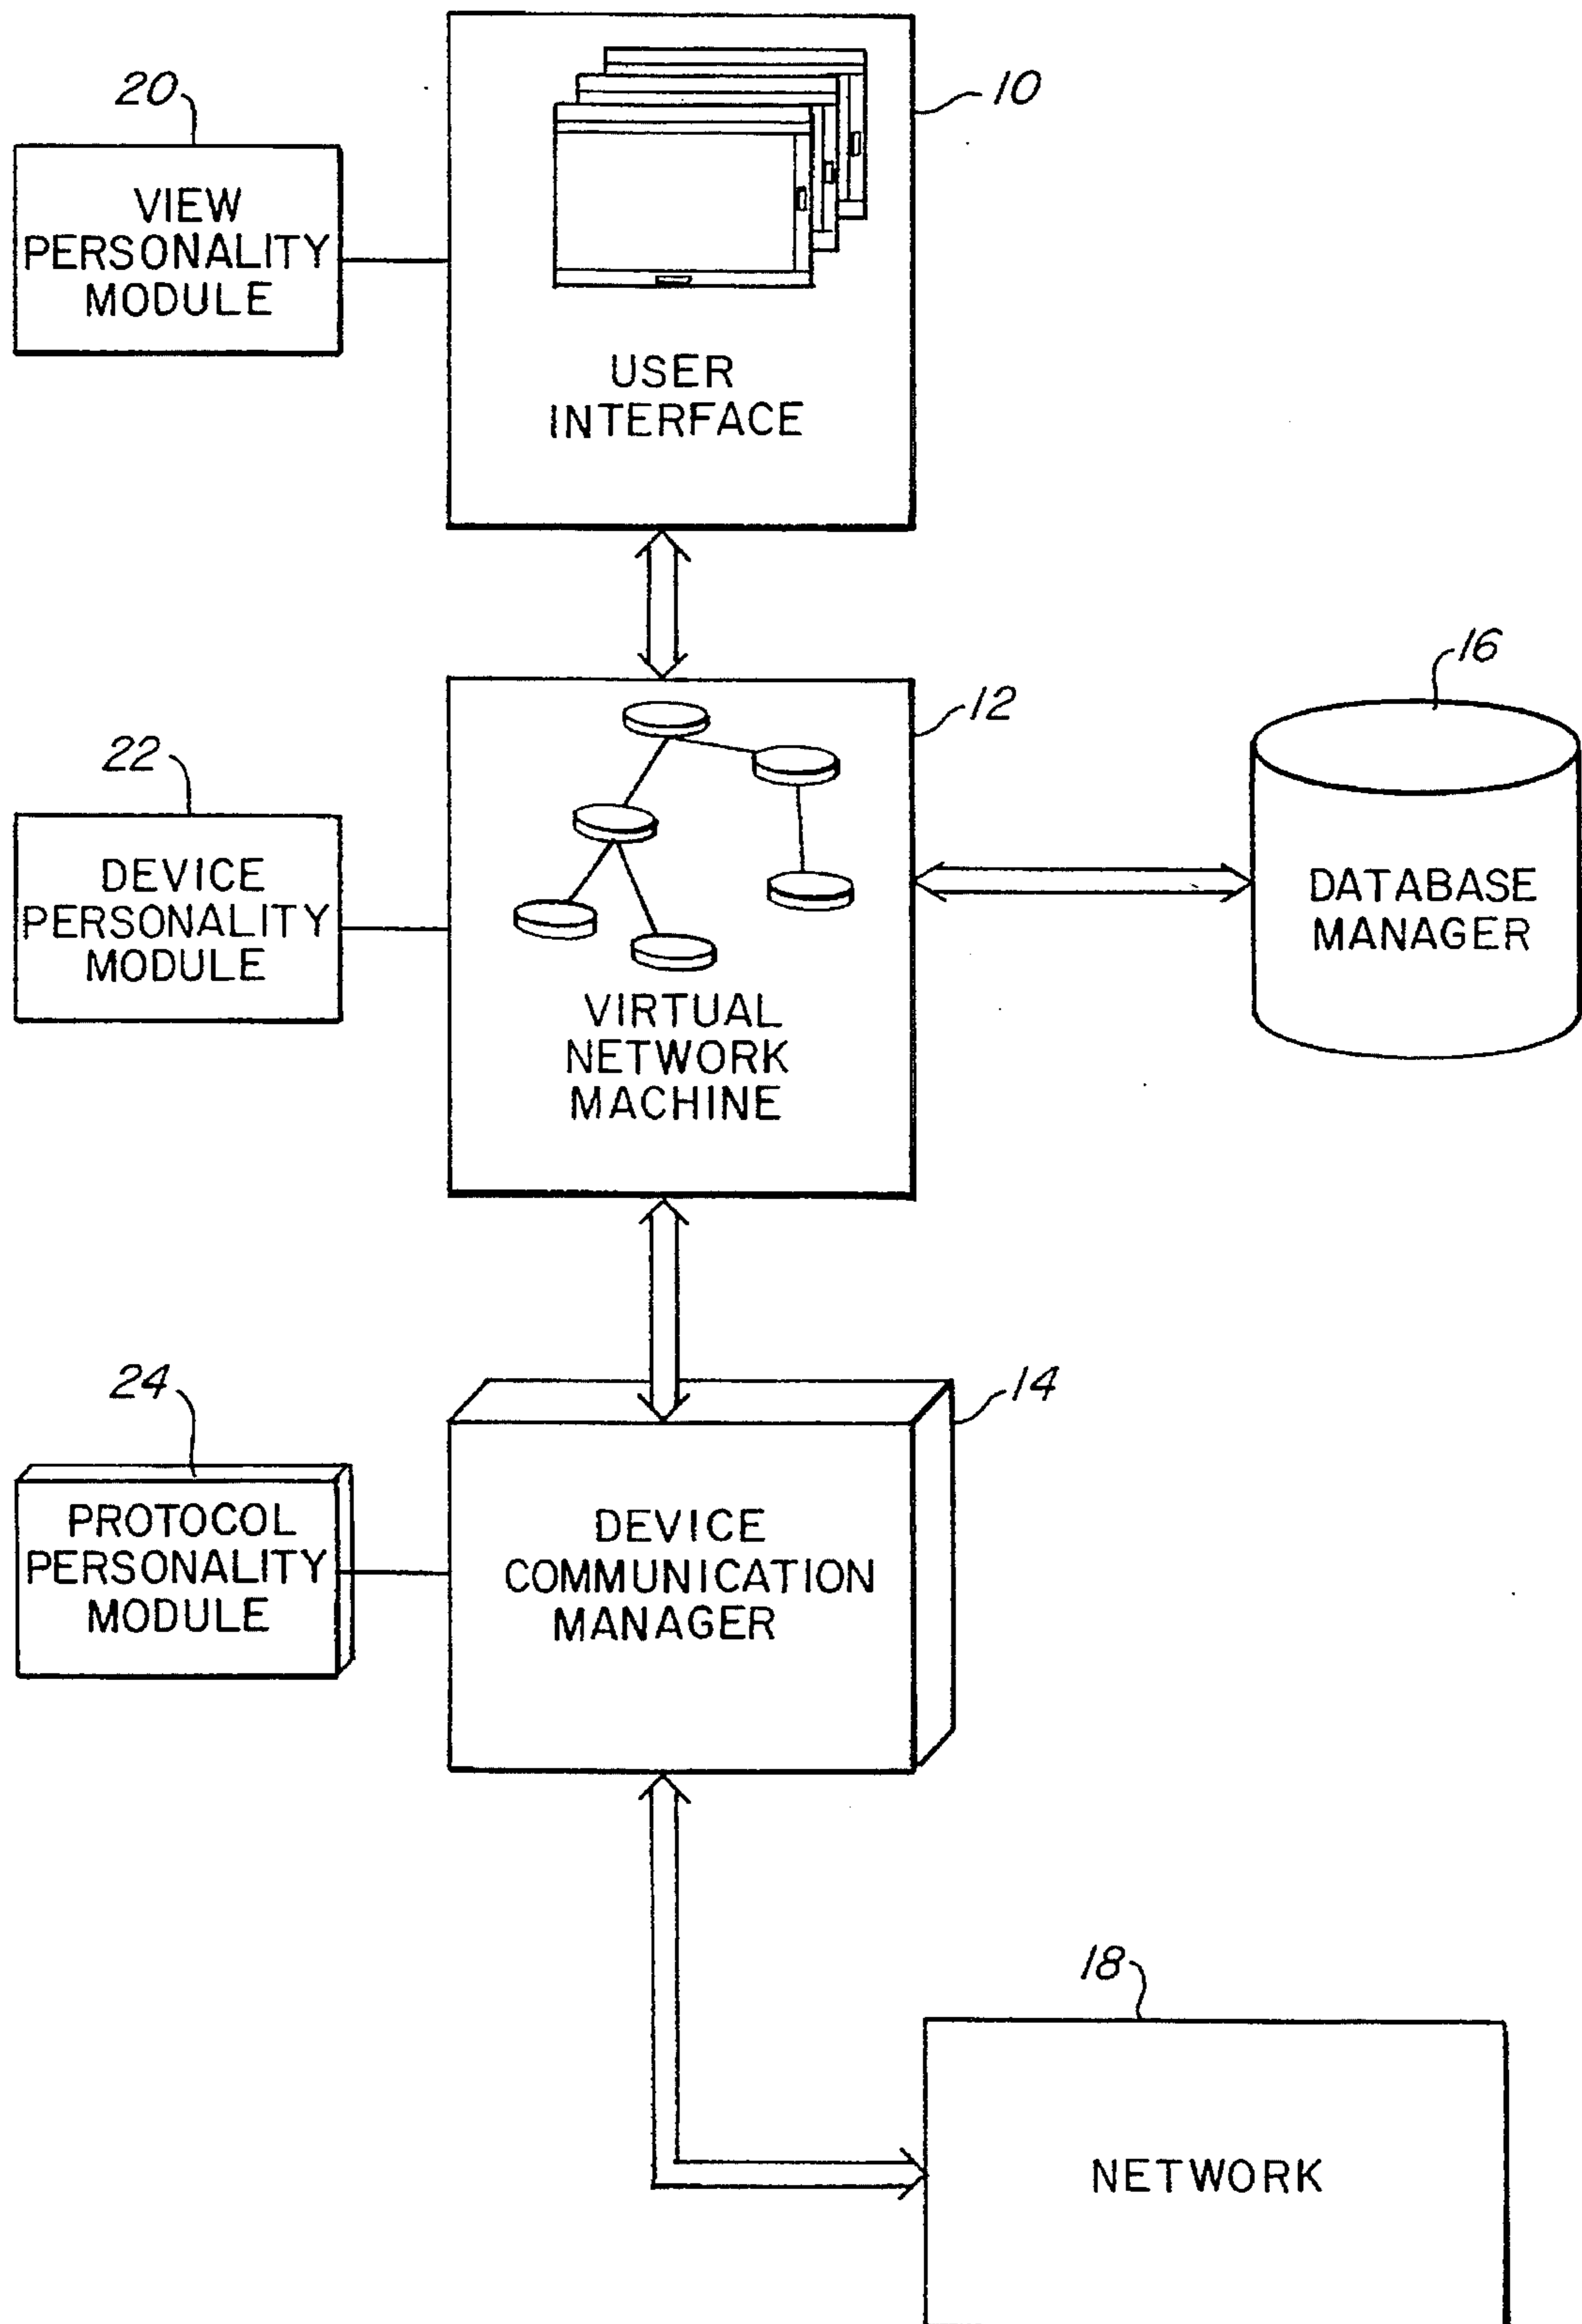 20
10
VIEW
PERSONALITY
MODULE
USER
INTERFACE
16
12
22
DEVICE
PERSONALITY
MODULE
DATABASE
MANAGER
VIRTUAL
NETWORK
MACHINE
24
14
PROTOCOL
PERSONALITY
MODULE
DEVICE
COMMUNICATION
MANAGER
18
NETWORK